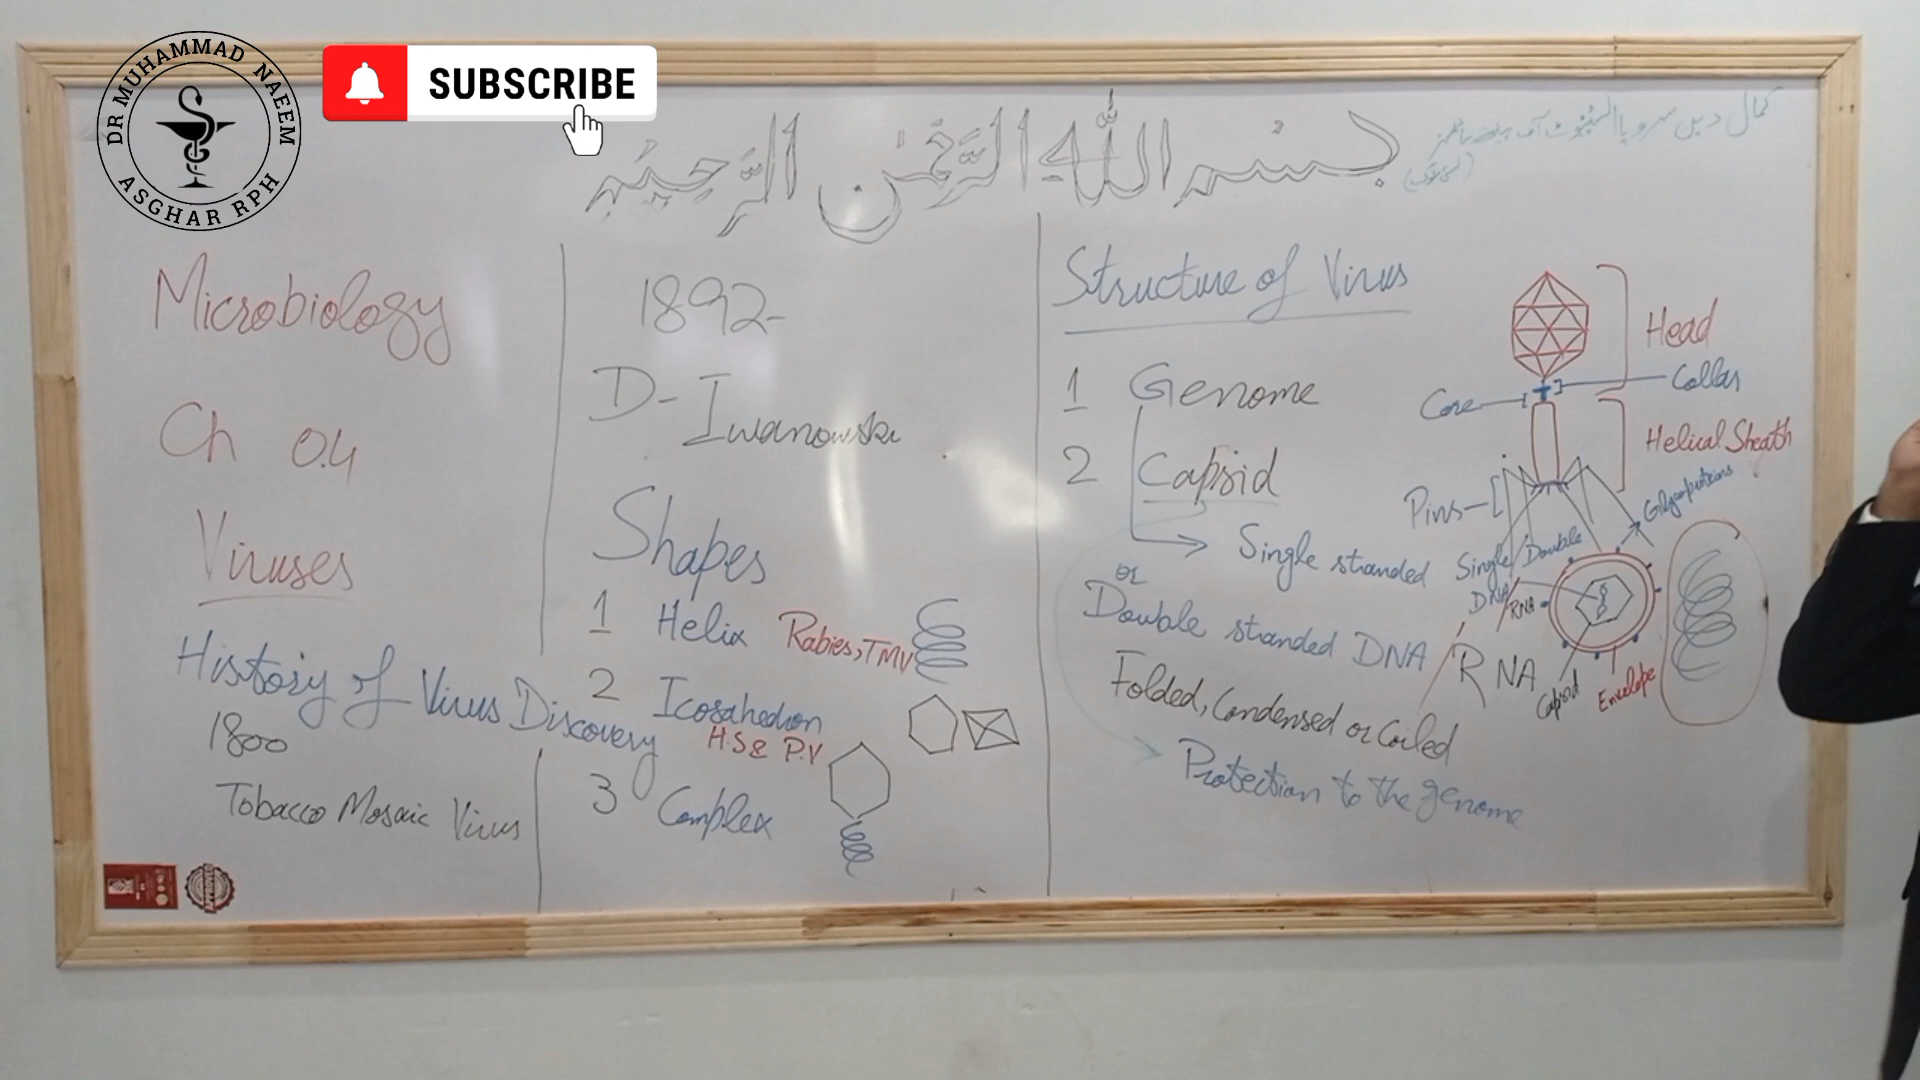 DR MUHAMMAD NAEEM
ASGHAR RPH
SUBSCRIBE
بسم الله الرحمن الرحيم
Microbiology
Ch 04
Viruses
History of Virus Discovery
1800
Tobacco Mosaic Virus
1892-
D-Iwanowski
Shapes
1 Helix Rabies, TMV
2 Icosahedron
H.S & P.V
3 Complex
Structure of Virus
1 Genome
2 Capsid
Single stranded
or
Double stranded DNA / RNA
Folded, Condensed or Coiled
Protection to the genome
Head
Collar
Core
Helical Sheath
Pins
Glycoproteins
Single / Double
DNA / RNA
Capsid
Envelope